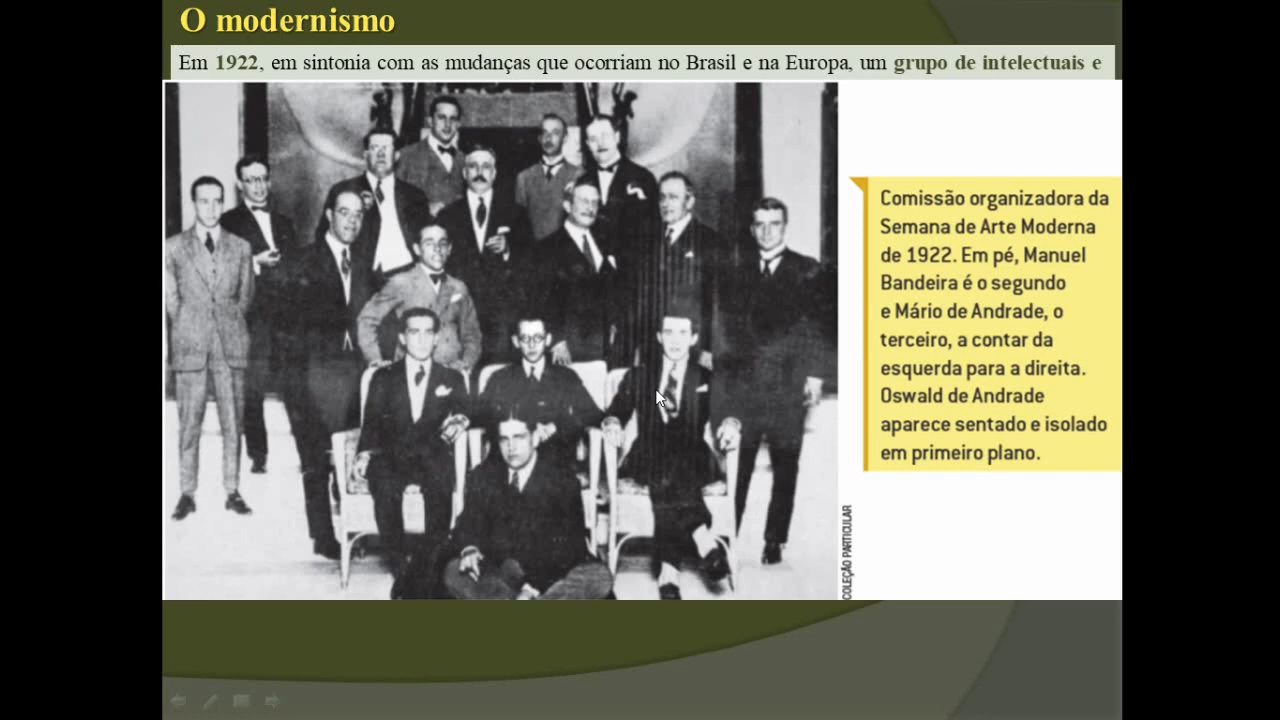 O modernismo
Em 1922, em sintonia com as mudanças que ocorriam no Brasil e na Europa, um grupo de intelectuais e
Comissão organizadora da
Semana de Arte Moderna
de 1922. Em pé, Manuel
Bandeira é o segundo
e Mário de Andrade, o
terceiro, a contar da
esquerda para a direita.
Oswald de Andrade
aparece sentado e isolado
em primeiro plano.
COLEÇÃO PARTICULAR